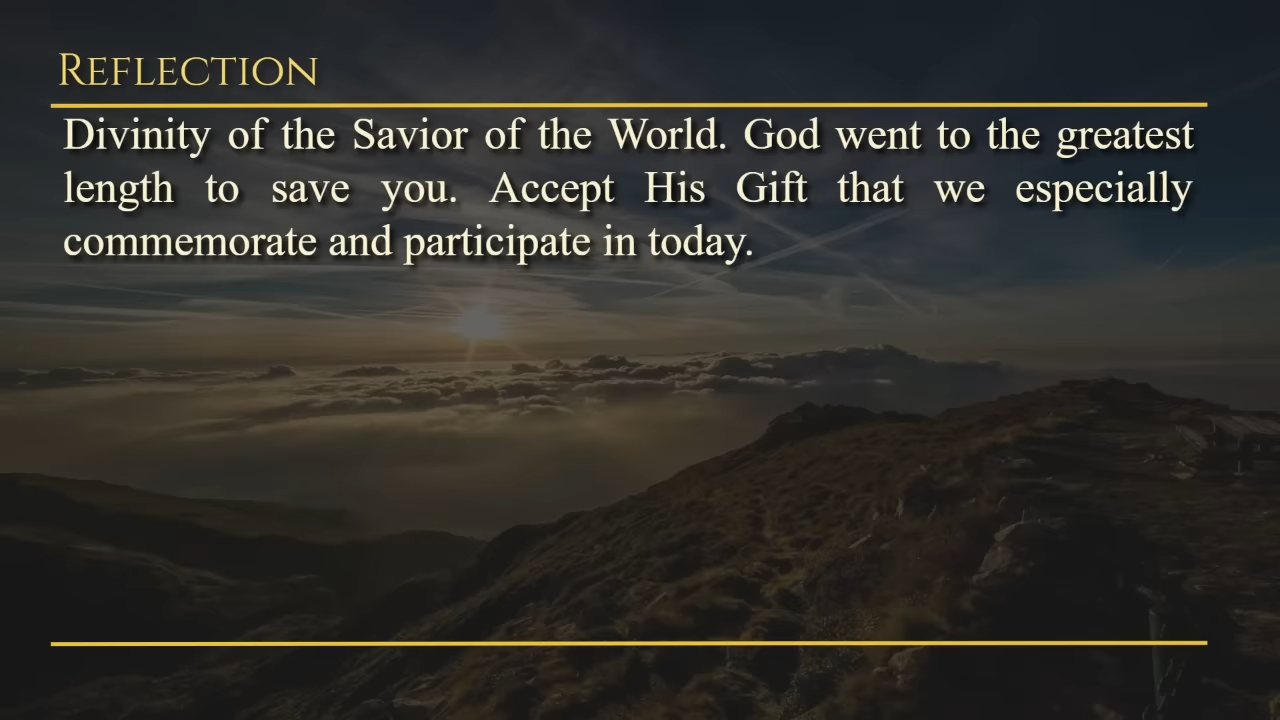 REFLECTION
Divinity of the Savior of the World. God went to the greatest
length to save you. Accept His Gift that we especially
commemorate and participate in today.